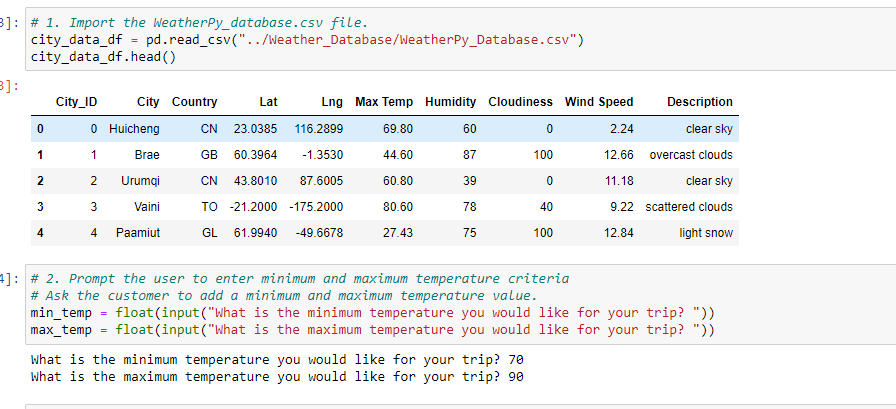 3]: # 1. Import the WeatherPy_database.csv file.
city_data_df = pd.read_csv("../Weather_Database/WeatherPy_Database.csv")
city_data_df.head()
3]:
City_ID City Country Lat Lng Max Temp Humidity Cloudiness Wind Speed Description
0 0 Huicheng CN 23.0385 116.2899 69.80 60 0 2.24 clear sky
1 1 Brae GB 60.3964 -1.3530 44.60 87 100 12.66 overcast clouds
2 2 Urumqi CN 43.8010 87.6005 60.80 39 0 11.18 clear sky
3 3 Vaini TO -21.2000 -175.2000 80.60 78 40 9.22 scattered clouds
4 4 Paamiut GL 61.9940 -49.6678 27.43 75 100 12.84 light snow
4]: # 2. Prompt the user to enter minimum and maximum temperature criteria
# Ask the customer to add a minimum and maximum temperature value.
min_temp = float(input("What is the minimum temperature you would like for your trip? "))
max_temp = float(input("What is the maximum temperature you would like for your trip? "))
What is the minimum temperature you would like for your trip? 70
What is the maximum temperature you would like for your trip? 90